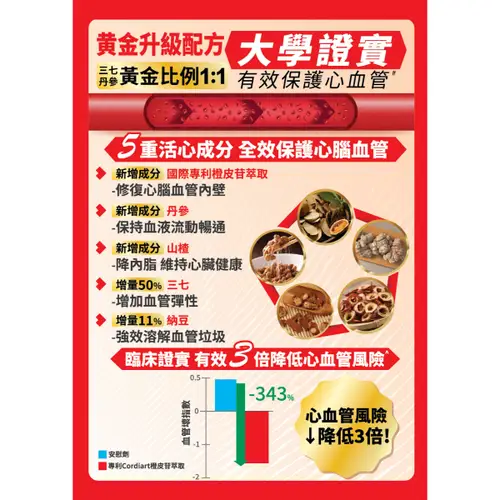 黃金升級配方
三七
丹參 黃金比例1:1
大學證實
有效保護心血管#
5重活心成分 全效保護心腦血管
新增成分 國際專利橙皮苷萃取
-修復心腦血管內壁
新增成分 丹參
-保持血液流動暢通
新增成分 山楂
-降內脂 維持心臟健康
增量50% 三七
-增加血管彈性
增量11% 納豆
-強效溶解血管垃圾
臨床證實 有效3倍降低心血管風險^
血管壞指數
0.5
0
-1
-2
-343%
安慰劑
專利Cordiart橙皮苷萃取
心血管風險
↓降低3倍!